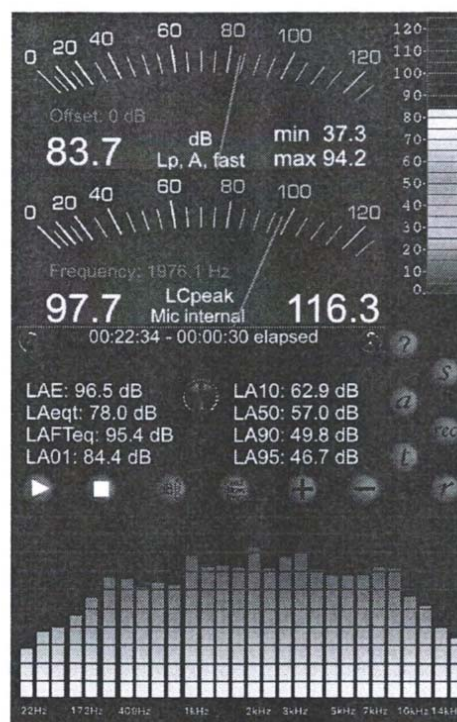 0 20 40 60 80 100 120
Offset: 0 dB
83.7
dB
Lp, A, fast
min 37.3
max 94.2
0 20 40 60 80 100 120
Frequency: 1976.1 Hz
97.7
LCpeak
Mic internal
116.3
120
110
100
90
80
70
60
50
40
30
20
10
0
00:22:34 - 00:00:30 elapsed
?
s
a
rec
t
r
LAE: 96.5 dB
LAeqt: 78.0 dB
LAFTeq: 95.4 dB
LA01: 84.4 dB
LA10: 62.9 dB
LA50: 57.0 dB
LA90: 49.8 dB
LA95: 46.7 dB
+
−
22Hz 172Hz 409Hz 1kHz 2kHz 3kHz 5kHz 7kHz 10kHz 14kHz